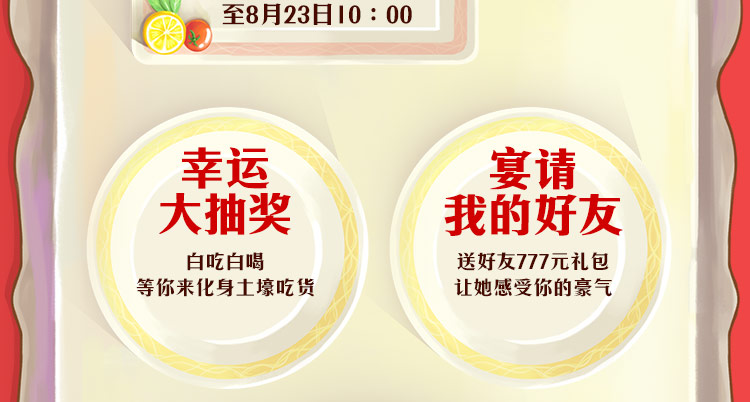 至8月23日10：00
幸运
大抽奖
白吃白喝
等你来化身土壕吃货
宴请
我的好友
送好友777元礼包
让她感受你的豪气